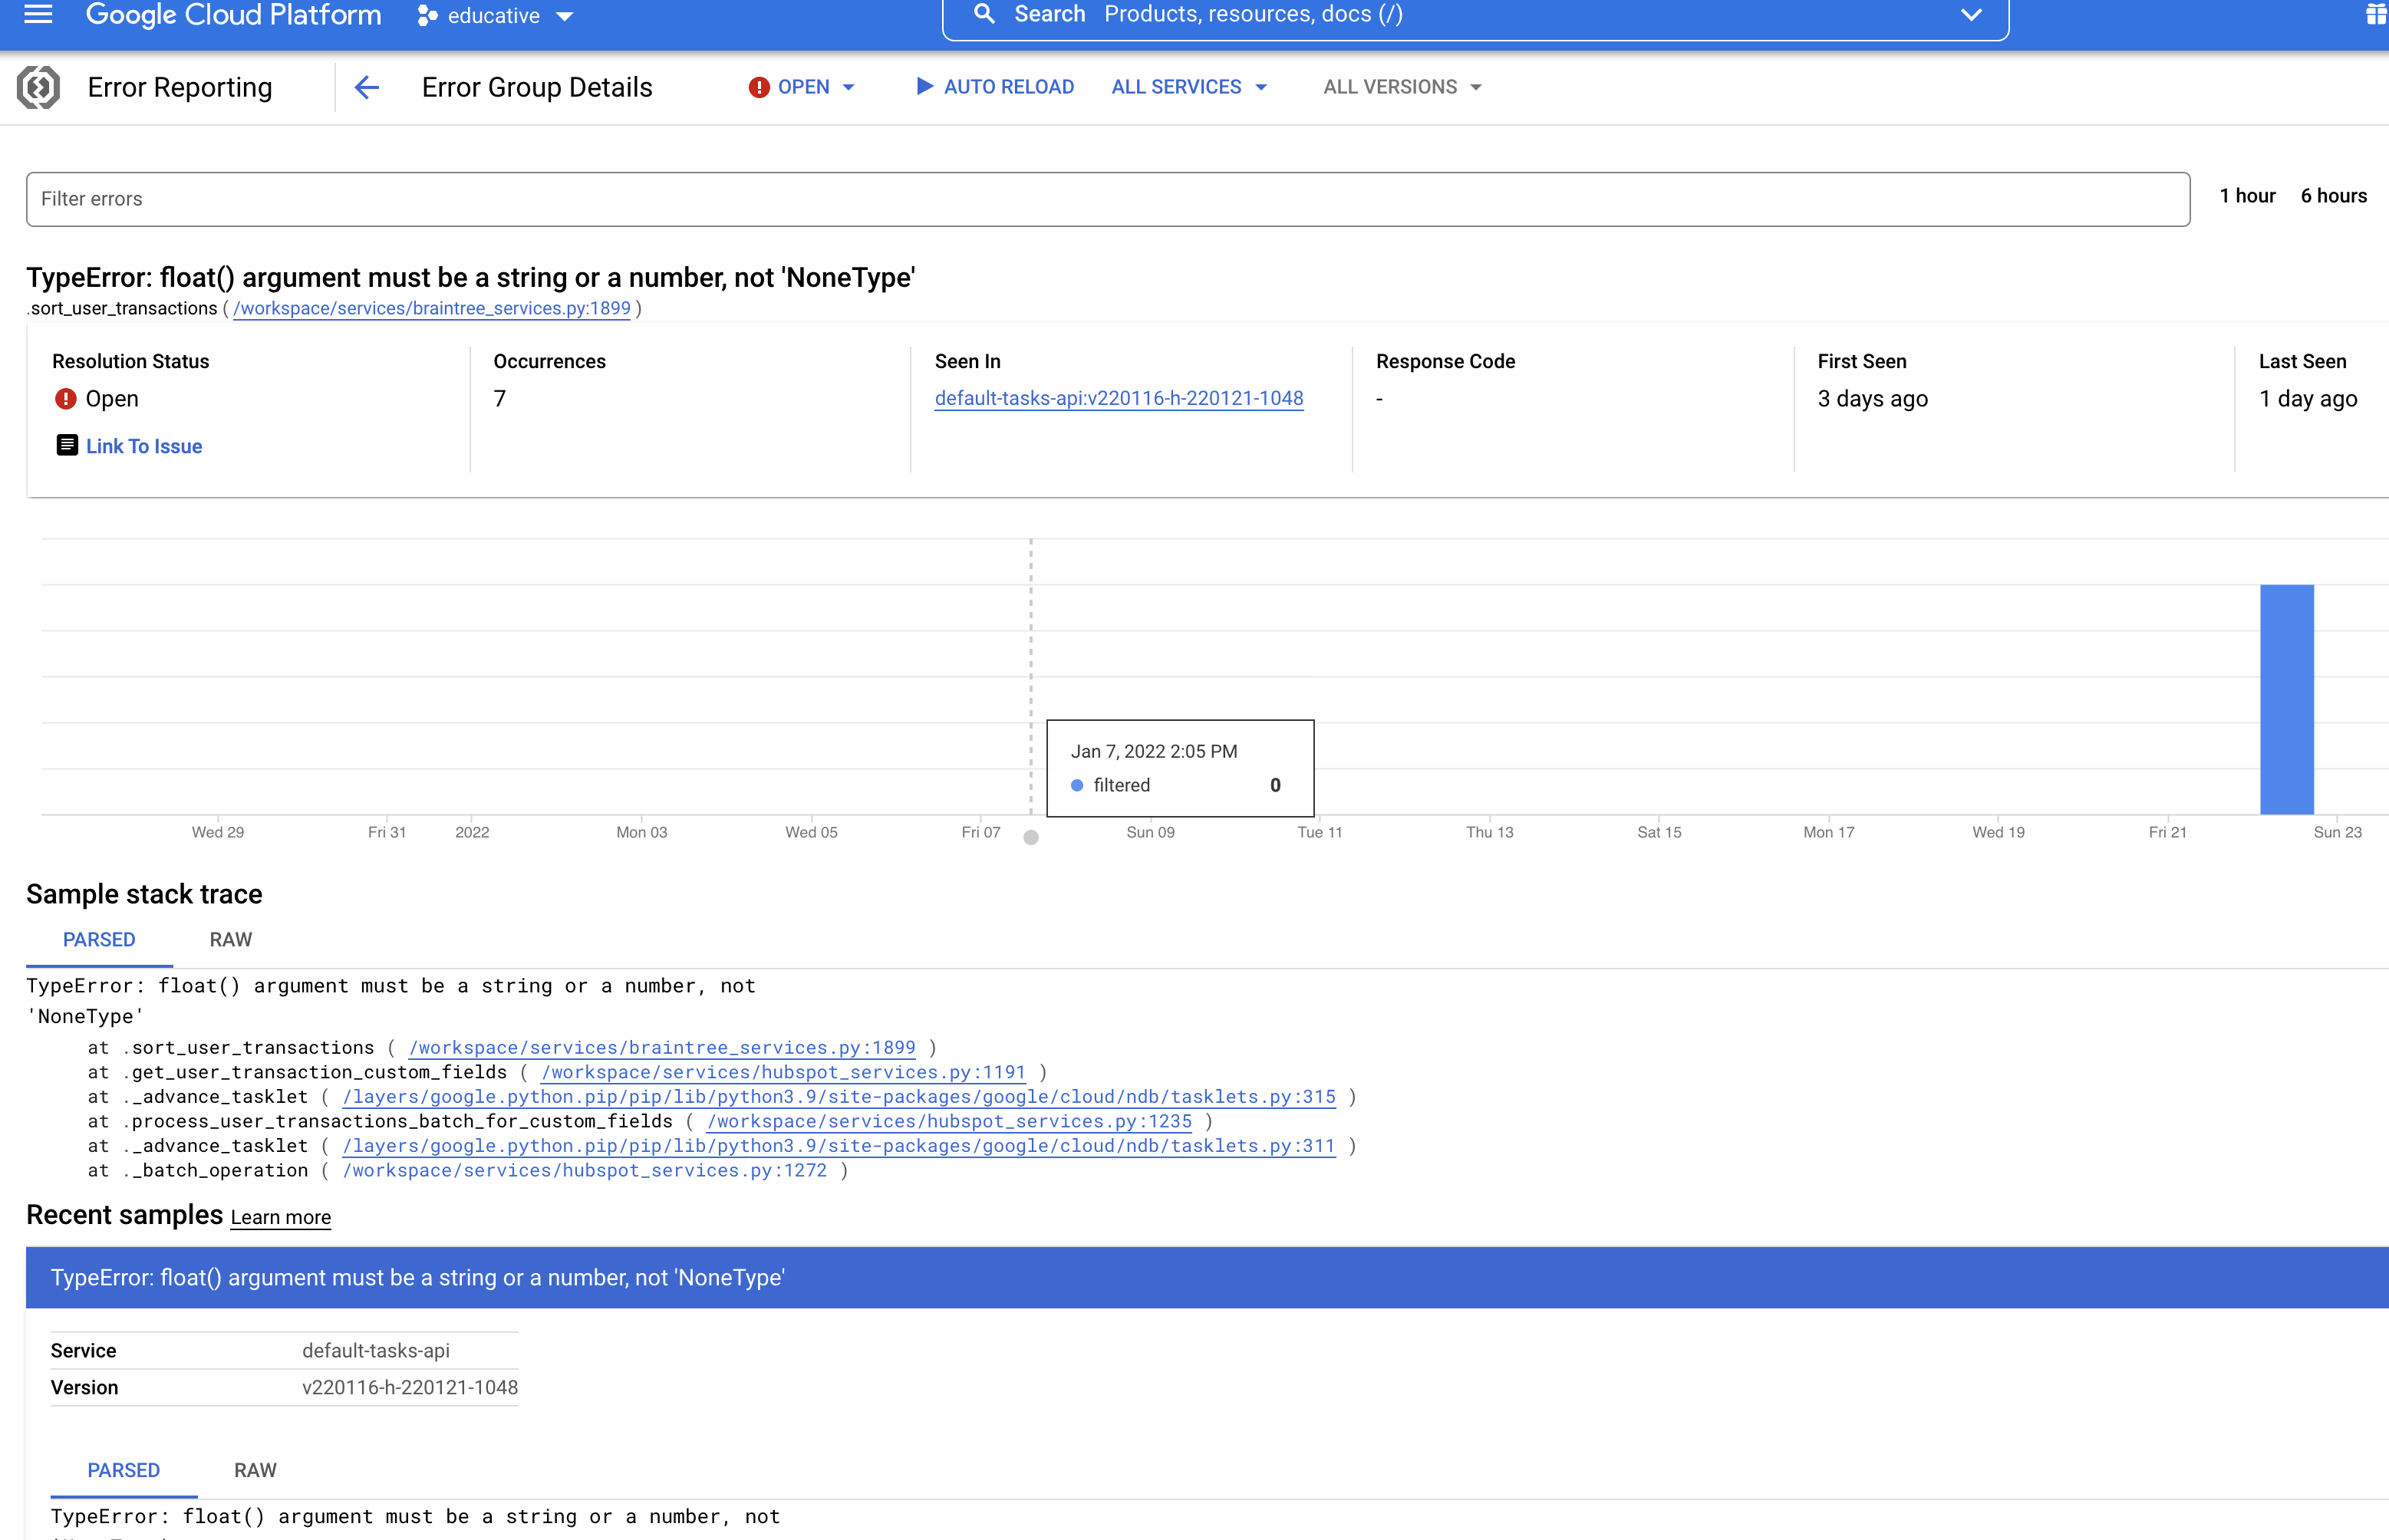 Google Cloud Platform educative Search Products, resources, docs (/)
Error Reporting Error Group Details OPEN AUTO RELOAD ALL SERVICES ALL VERSIONS
Filter errors 1 hour 6 hours
TypeError: float() argument must be a string or a number, not 'NoneType'
.sort_user_transactions ( /workspace/services/braintree_services.py:1899 )
Resolution Status Occurrences Seen In Response Code First Seen Last Seen
Open 7 default-tasks-api:v220116-h-220121-1048 - 3 days ago 1 day ago
Link To Issue
Jan 7, 2022 2:05 PM
filtered 0
Wed 29 Fri 31 2022 Mon 03 Wed 05 Fri 07 Sun 09 Tue 11 Thu 13 Sat 15 Mon 17 Wed 19 Fri 21 Sun 23
Sample stack trace
PARSED RAW
TypeError: float() argument must be a string or a number, not
'NoneType'
at .sort_user_transactions ( /workspace/services/braintree_services.py:1899 )
at .get_user_transaction_custom_fields ( /workspace/services/hubspot_services.py:1191 )
at ._advance_tasklet ( /layers/google.python.pip/pip/lib/python3.9/site-packages/google/cloud/ndb/tasklets.py:315 )
at .process_user_transactions_batch_for_custom_fields ( /workspace/services/hubspot_services.py:1235 )
at ._advance_tasklet ( /layers/google.python.pip/pip/lib/python3.9/site-packages/google/cloud/ndb/tasklets.py:311 )
at ._batch_operation ( /workspace/services/hubspot_services.py:1272 )
Recent samples Learn more
TypeError: float() argument must be a string or a number, not 'NoneType'
Service default-tasks-api
Version v220116-h-220121-1048
PARSED RAW
TypeError: float() argument must be a string or a number, not